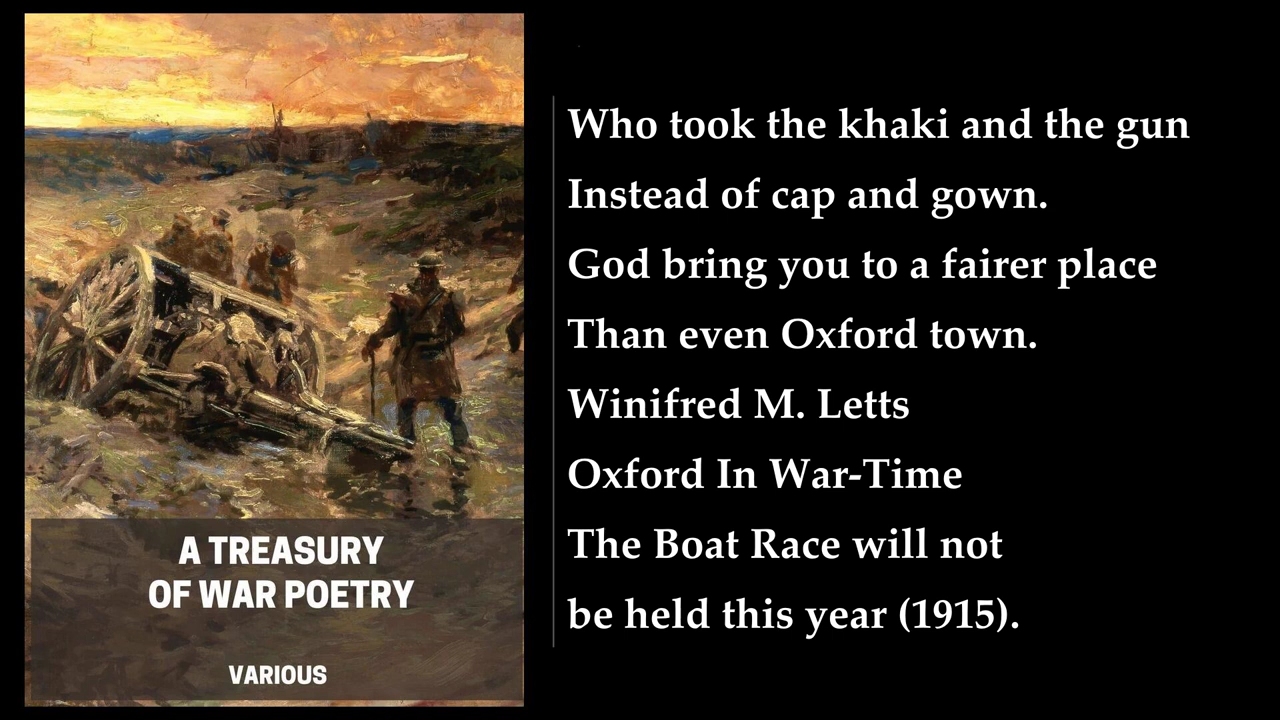 A TREASURY
OF WAR POETRY
VARIOUS
Who took the khaki and the gun
Instead of cap and gown.
God bring you to a fairer place
Than even Oxford town.
Winifred M. Letts
Oxford In War-Time
The Boat Race will not
be held this year (1915).